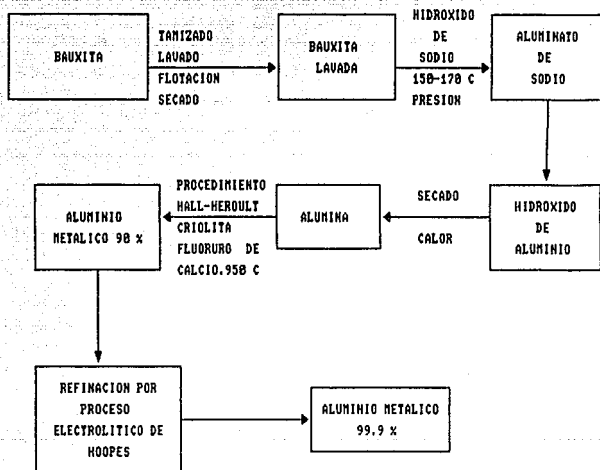 BAUXITA
TAMIZADO
LAVADO
FLOTACION
SECADO
BAUXITA
LAVADA
HIDROXIDO
DE
SODIO
150-170 C
PRESION
ALUMINATO
DE
SODIO
HIDROXIDO
DE
ALUMINIO
SECADO
CALOR
ALUMINA
PROCEDIMIENTO
HALL-HEROULT
CRIOLITA
FLUORURO DE
CALCIO.950 C
ALUMINIO
METALICO 90 %
REFINACION POR
PROCESO
ELECTROLITICO DE
HOOPES
ALUMINIO METALICO
99.9 %